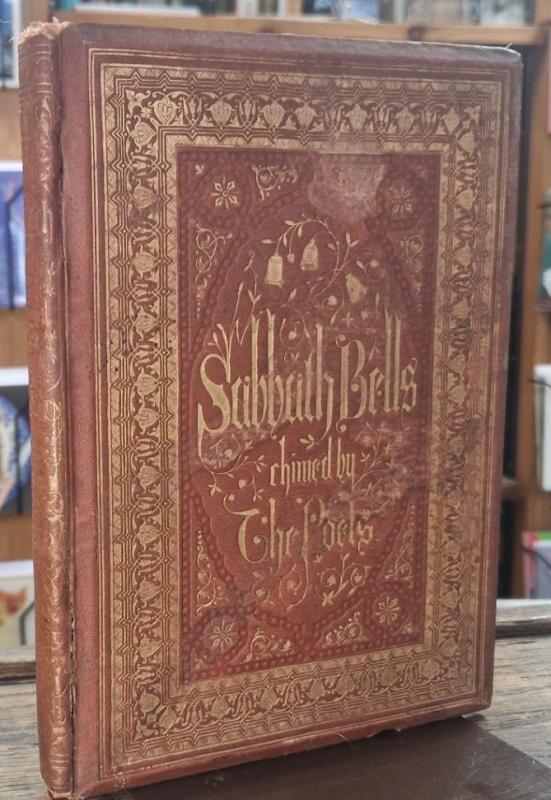 Sabbath Bells
chimed by
The Poets